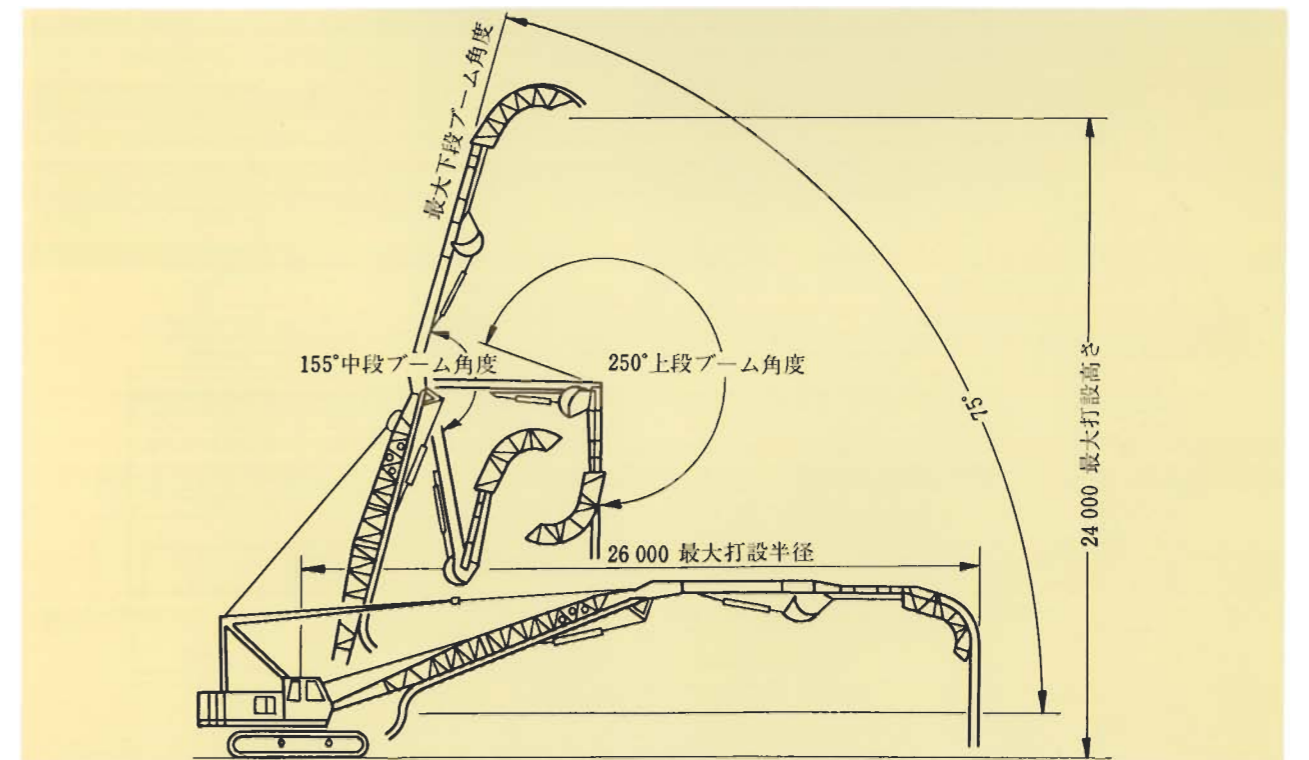 最大下段ブーム角度
155°中段ブーム角度
250°上段ブーム角度
75°
24 000 最大打設高さ
26 000 最大打設半径